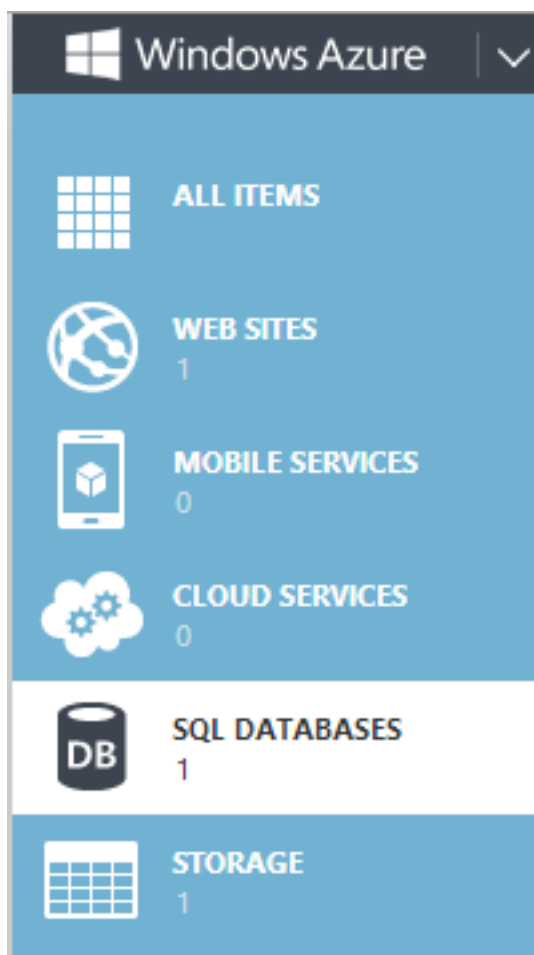 Windows Azure
ALL ITEMS
WEB SITES
1
MOBILE SERVICES
0
CLOUD SERVICES
0
DB
SQL DATABASES
1
STORAGE
1